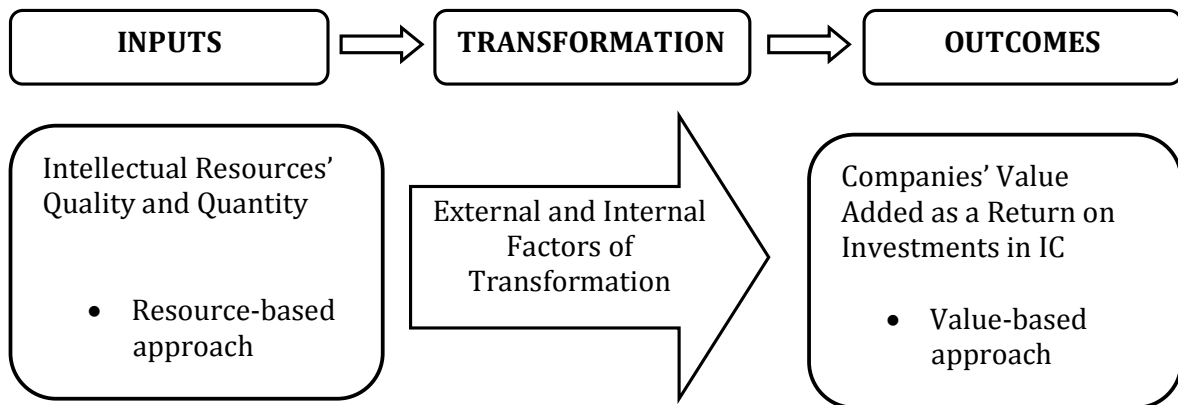 INPUTS
TRANSFORMATION
OUTCOMES
Intellectual Resources’
Quality and Quantity
• Resource-based
approach
External and Internal
Factors of
Transformation
Companies’ Value
Added as a Return on
Investments in IC
• Value-based
approach